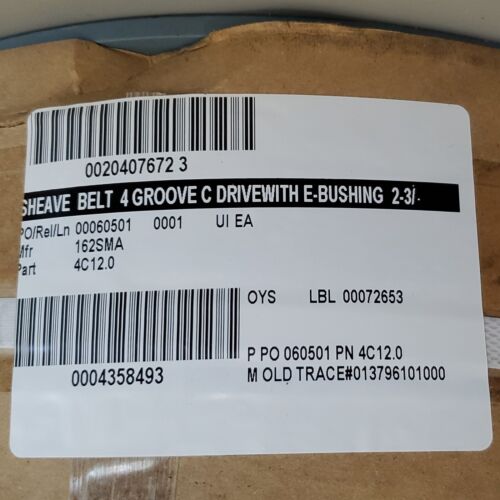 0020407672 3
SHEAVE BELT 4 GROOVE C DRIVEWITH E-BUSHING 2-3/-
PO/Rel/Ln 00060501 0001 UI EA
Mfr 162SMA
Part 4C12.0
OYS LBL 00072653
0004358493
P PO 060501 PN 4C12.0
M OLD TRACE#013796101000